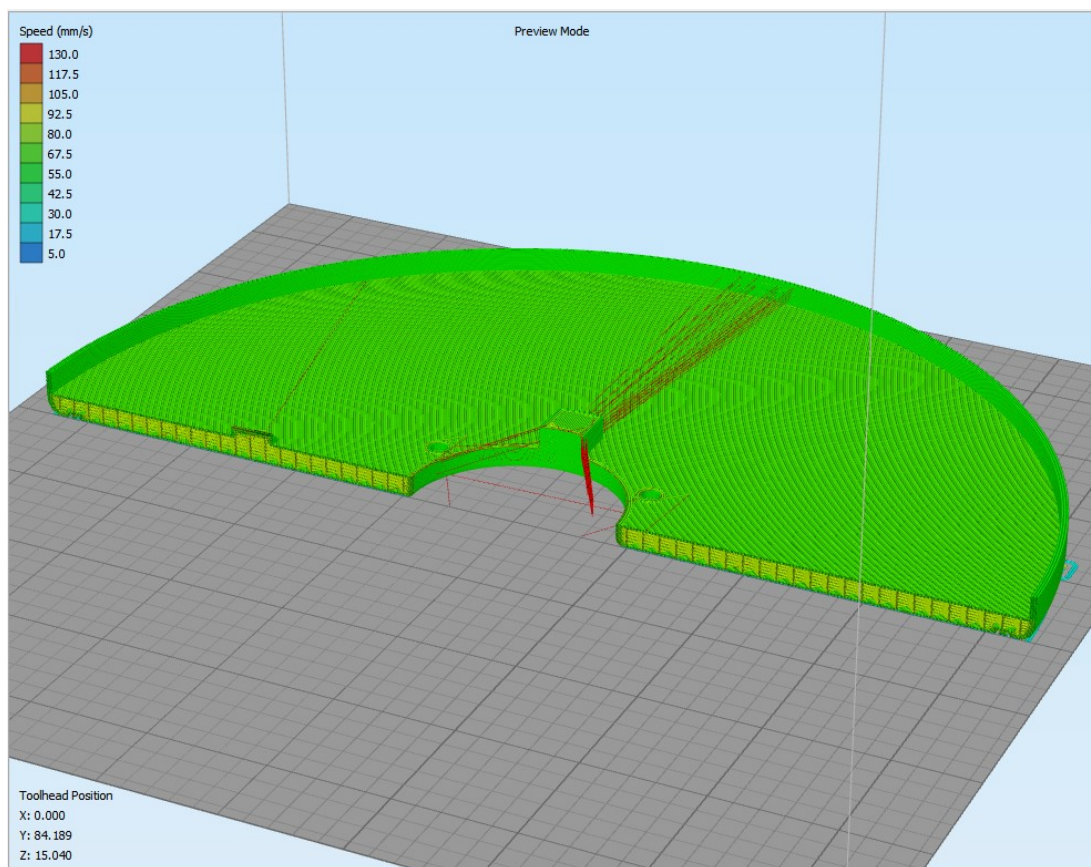 Speed (mm/s)
Preview Mode
130.0
117.5
105.0
92.5
80.0
67.5
55.0
42.5
30.0
17.5
5.0
Toolhead Position
X: 0.000
Y: 84.189
Z: 15.040